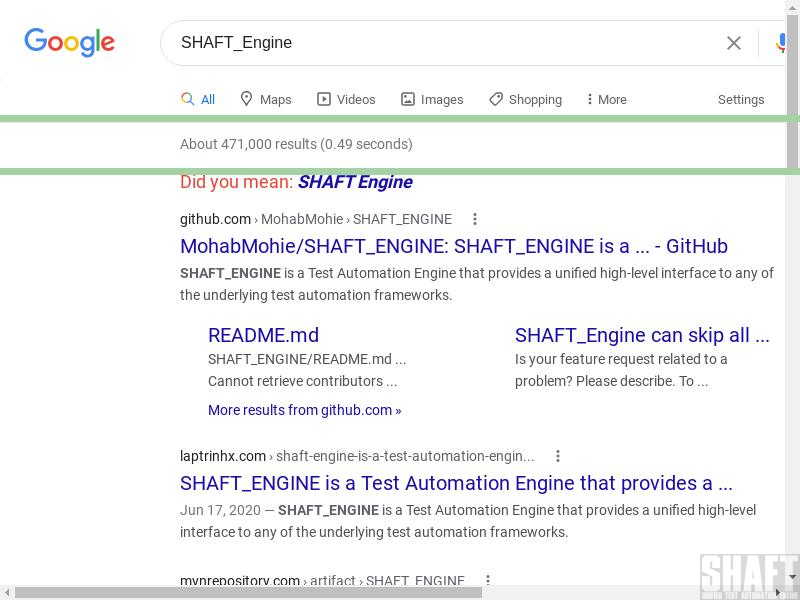 Google
SHAFT_Engine
All Maps Videos Images Shopping More Settings
About 471,000 results (0.49 seconds)
Did you mean: SHAFT Engine
github.com › MohabMohie › SHAFT_ENGINE
MohabMohie/SHAFT_ENGINE: SHAFT_ENGINE is a ... - GitHub
SHAFT_ENGINE is a Test Automation Engine that provides a unified high-level interface to any of
the underlying test automation frameworks.
README.md
SHAFT_ENGINE/README.md ...
Cannot retrieve contributors ...
SHAFT_Engine can skip all ...
Is your feature request related to a
problem? Please describe. To ...
More results from github.com »
laptrinhx.com › shaft-engine-is-a-test-automation-engin...
SHAFT_ENGINE is a Test Automation Engine that provides a ...
Jun 17, 2020 — SHAFT_ENGINE is a Test Automation Engine that provides a unified high-level
interface to any of the underlying test automation frameworks.
mvnrepository.com › artifact › SHAFT_ENGINE
SHAFT
UNIFIED TEST AUTOMATION ENGINE